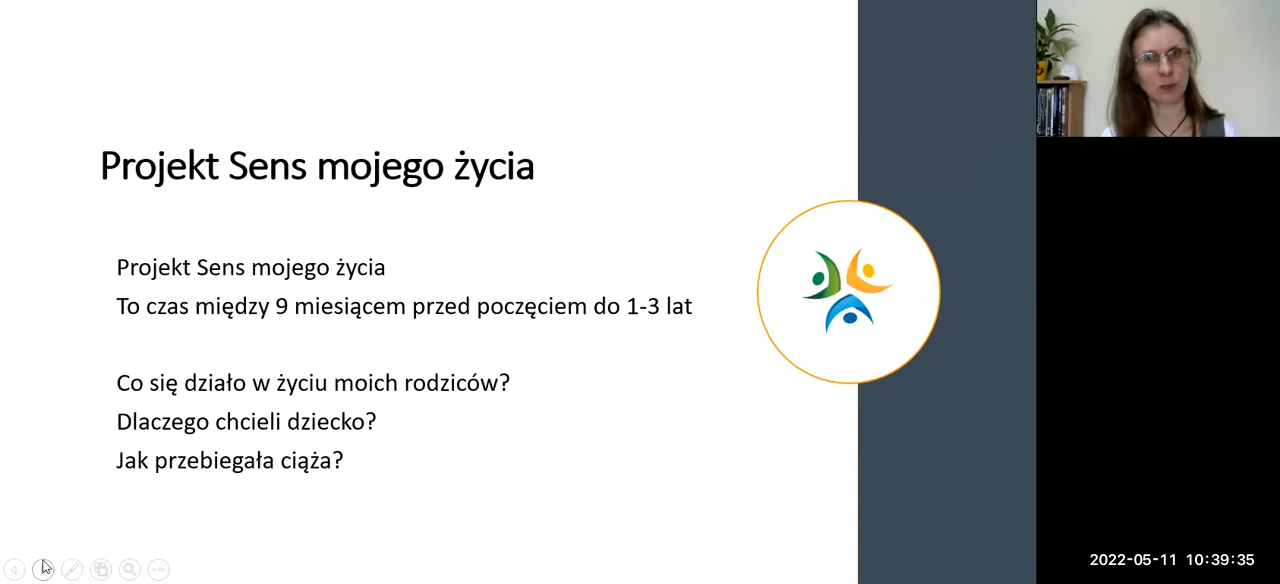 Projekt Sens mojego życia
Projekt Sens mojego życia
To czas między 9 miesiącem przed poczęciem do 1-3 lat
Co się działo w życiu moich rodziców?
Dlaczego chcieli dziecko?
Jak przebiegała ciąża?
2022-05-11 10:39:35